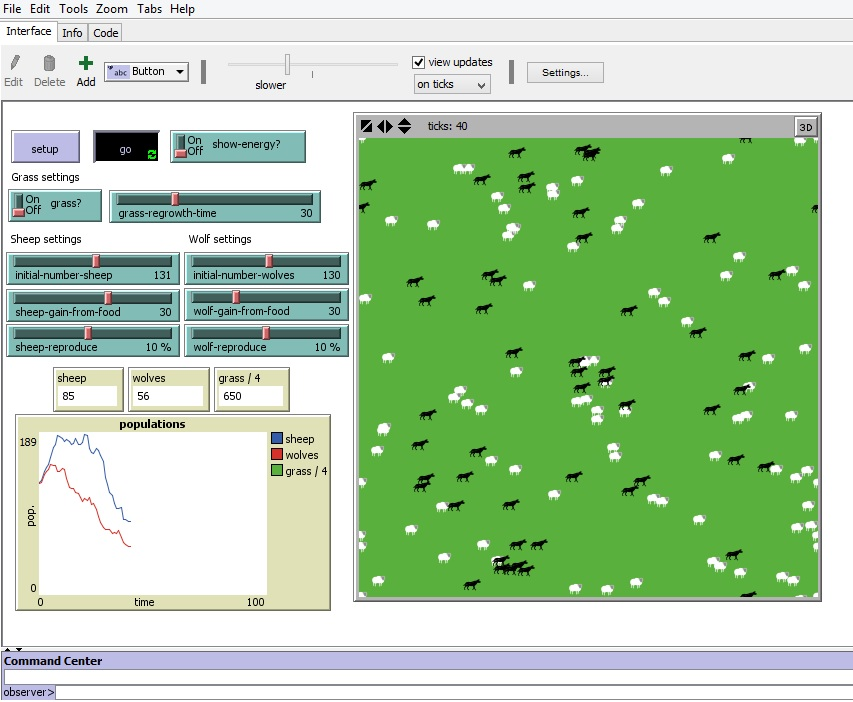 File Edit Tools Zoom Tabs Help
Interface Info Code
Edit Delete Add abc Button slower view updates on ticks Settings...
setup go On Off show-energy? ticks: 40 3D
Grass settings
On Off grass? grass-regrowth-time 30
Sheep settings Wolf settings
initial-number-sheep 131 initial-number-wolves 130
sheep-gain-from-food 30 wolf-gain-from-food 30
sheep-reproduce 10 % wolf-reproduce 10 %
sheep wolves grass / 4
85 56 650
populations
189 sheep
wolves
grass / 4
pop.
0
0 time 100
Command Center
observer>